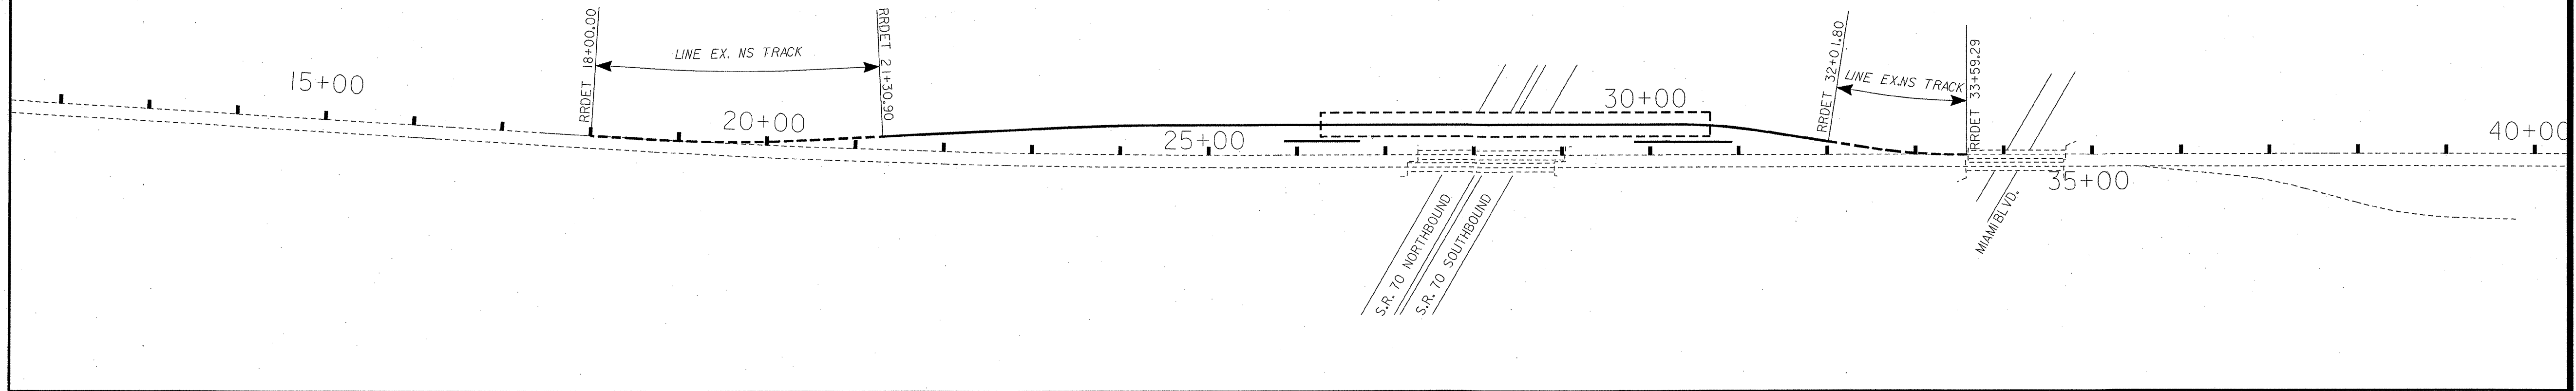 RRDET 18+00.00
LINE EX. NS TRACK
RRDET 21+30.90
RRDET 32+01.80
LINE EX.NS TRACK
RRDET 33+59.29
15+00
20+00
25+00
30+00
35+00
40+00
S.R. 70 NORTHBOUND
S.R. 70 SOUTHBOUND
MIAMI BLVD.